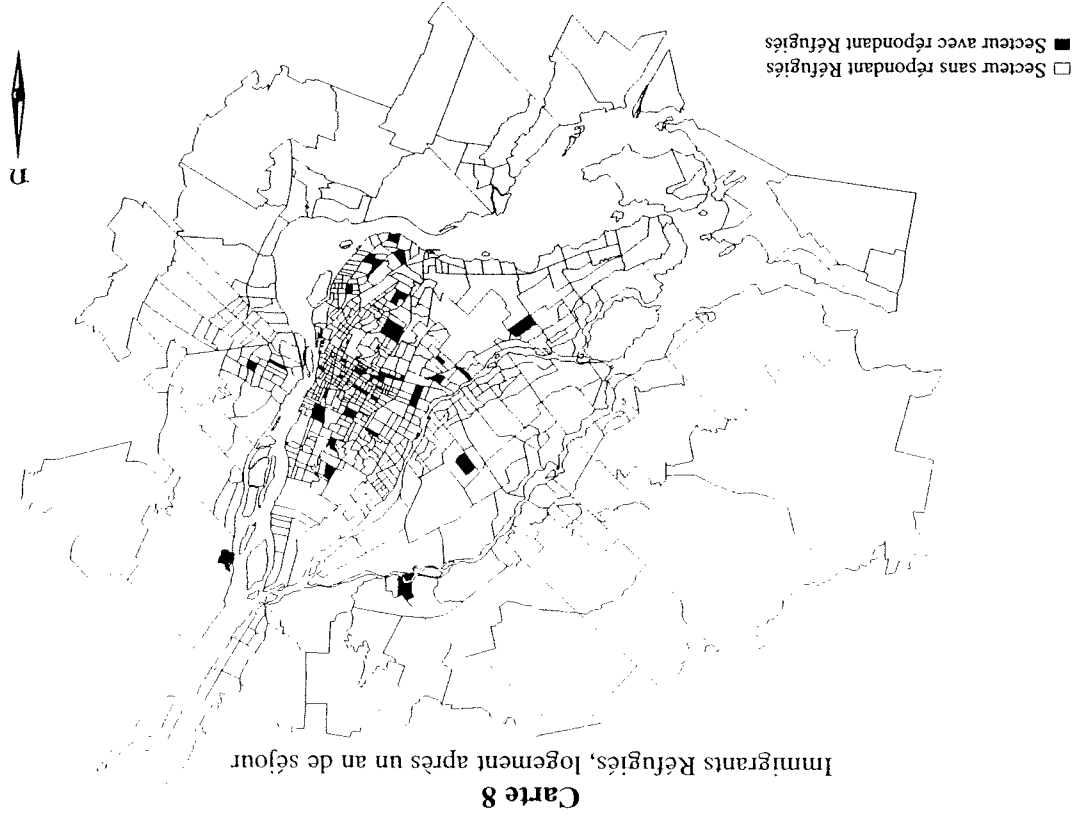 Carte 8
Immigrants Réfugiés, logement après un an de séjour
n
Secteur sans répondant Réfugiés
Secteur avec répondant Réfugiés